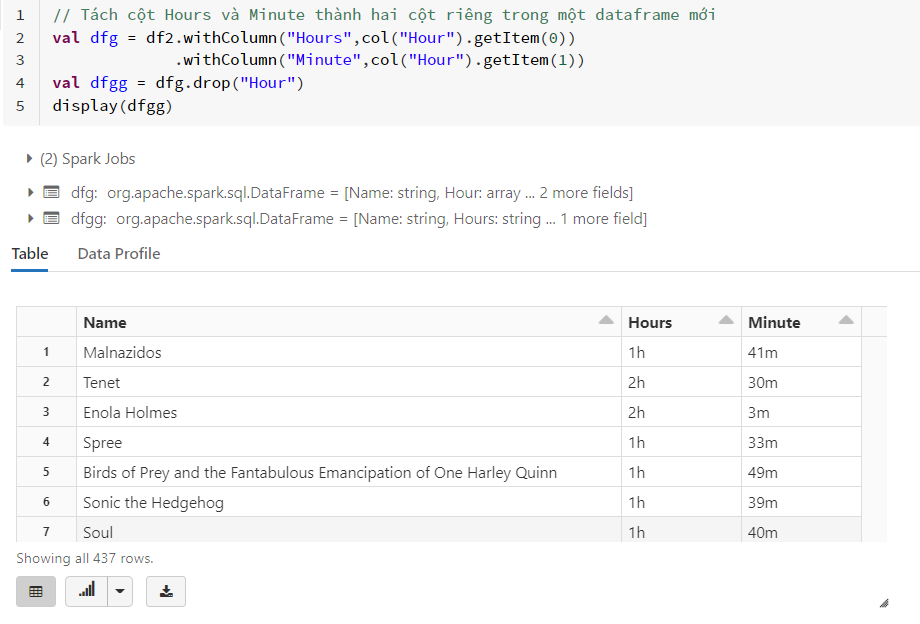 1 // Tách cột Hours và Minute thành hai cột riêng trong một dataframe mới
2 val dfg = df2.withColumn("Hours",col("Hour").getItem(0))
3 .withColumn("Minute",col("Hour").getItem(1))
4 val dfgg = dfg.drop("Hour")
5 display(dfgg)
(2) Spark Jobs
dfg: org.apache.spark.sql.DataFrame = [Name: string, Hour: array ... 2 more fields]
dfgg: org.apache.spark.sql.DataFrame = [Name: string, Hours: string ... 1 more field]
Table Data Profile
Name Hours Minute
1 Malnazidos 1h 41m
2 Tenet 2h 30m
3 Enola Holmes 2h 3m
4 Spree 1h 33m
5 Birds of Prey and the Fantabulous Emancipation of One Harley Quinn 1h 49m
6 Sonic the Hedgehog 1h 39m
7 Soul 1h 40m
Showing all 437 rows.